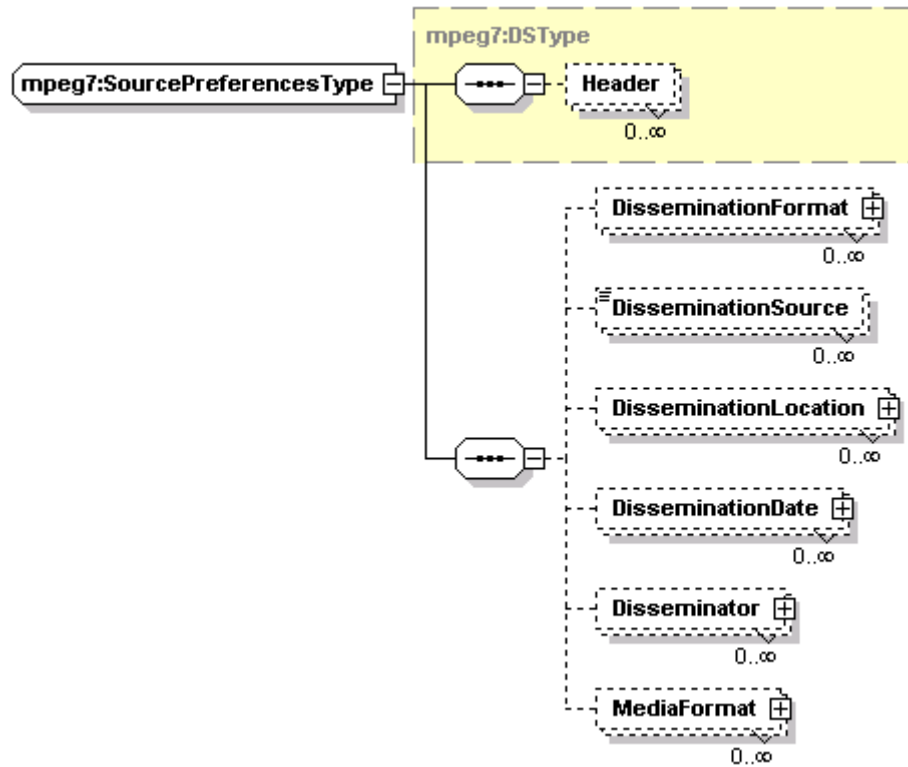 mpeg7:DSType
mpeg7:SourcePreferencesType
Header
0..∞
DisseminationFormat
0..∞
DisseminationSource
0..∞
DisseminationLocation
0..∞
DisseminationDate
0..∞
Disseminator
0..∞
MediaFormat
0..∞